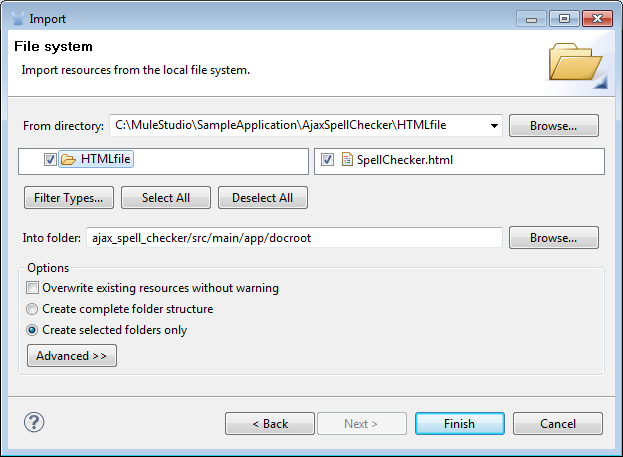 Import
File system
Import resources from the local file system.
From directory: C:\MuleStudio\SampleApplication\AjaxSpellChecker\HTMLfile Browse...
HTMLfile SpellChecker.html
Filter Types... Select All Deselect All
Into folder: ajax_spell_checker/src/main/app/docroot Browse...
Options
Overwrite existing resources without warning
Create complete folder structure
Create selected folders only
Advanced >>
? < Back Next > Finish Cancel